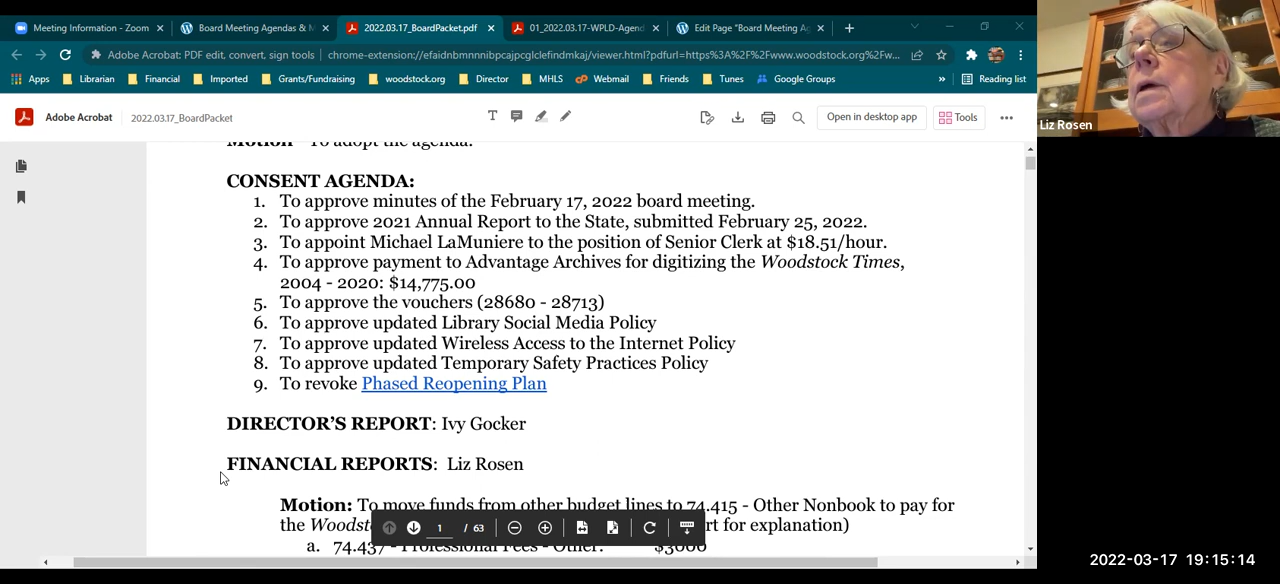 Meeting Information - Zoom
Board Meeting Agendas & M
2022.03.17_BoardPacket.pdf
01_2022.03.17-WPLD-Agend
Edit Page "Board Meeting Ag
Adobe Acrobat: PDF edit, convert, sign tools | chrome-extension://efaidnbmnnnibpcajpcglclefindmkaj/viewer.html?pdfurl=https%3A%2F%2Fwww.woodstock.org%2Fw...
Apps Librarian Financial Imported Grants/Fundraising woodstock.org Director MHLS Webmail Friends Tunes Google Groups » Reading list
Adobe Acrobat 2022.03.17_BoardPacket
Open in desktop app
Tools
Motion - To adopt the agenda.
CONSENT AGENDA:
1. To approve minutes of the February 17, 2022 board meeting.
2. To approve 2021 Annual Report to the State, submitted February 25, 2022.
3. To appoint Michael LaMuniere to the position of Senior Clerk at $18.51/hour.
4. To approve payment to Advantage Archives for digitizing the Woodstock Times,
2004 - 2020: $14,775.00
5. To approve the vouchers (28680 - 28713)
6. To approve updated Library Social Media Policy
7. To approve updated Wireless Access to the Internet Policy
8. To approve updated Temporary Safety Practices Policy
9. To revoke Phased Reopening Plan
DIRECTOR'S REPORT: Ivy Gocker
FINANCIAL REPORTS: Liz Rosen
Motion: To move funds from other budget lines to 74.415 - Other Nonbook to pay for
the Woodst rt for explanation)
a. 74.437 - Professional Fees - Other: $3000
1 / 63
Liz Rosen
2022-03-17 19:15:14